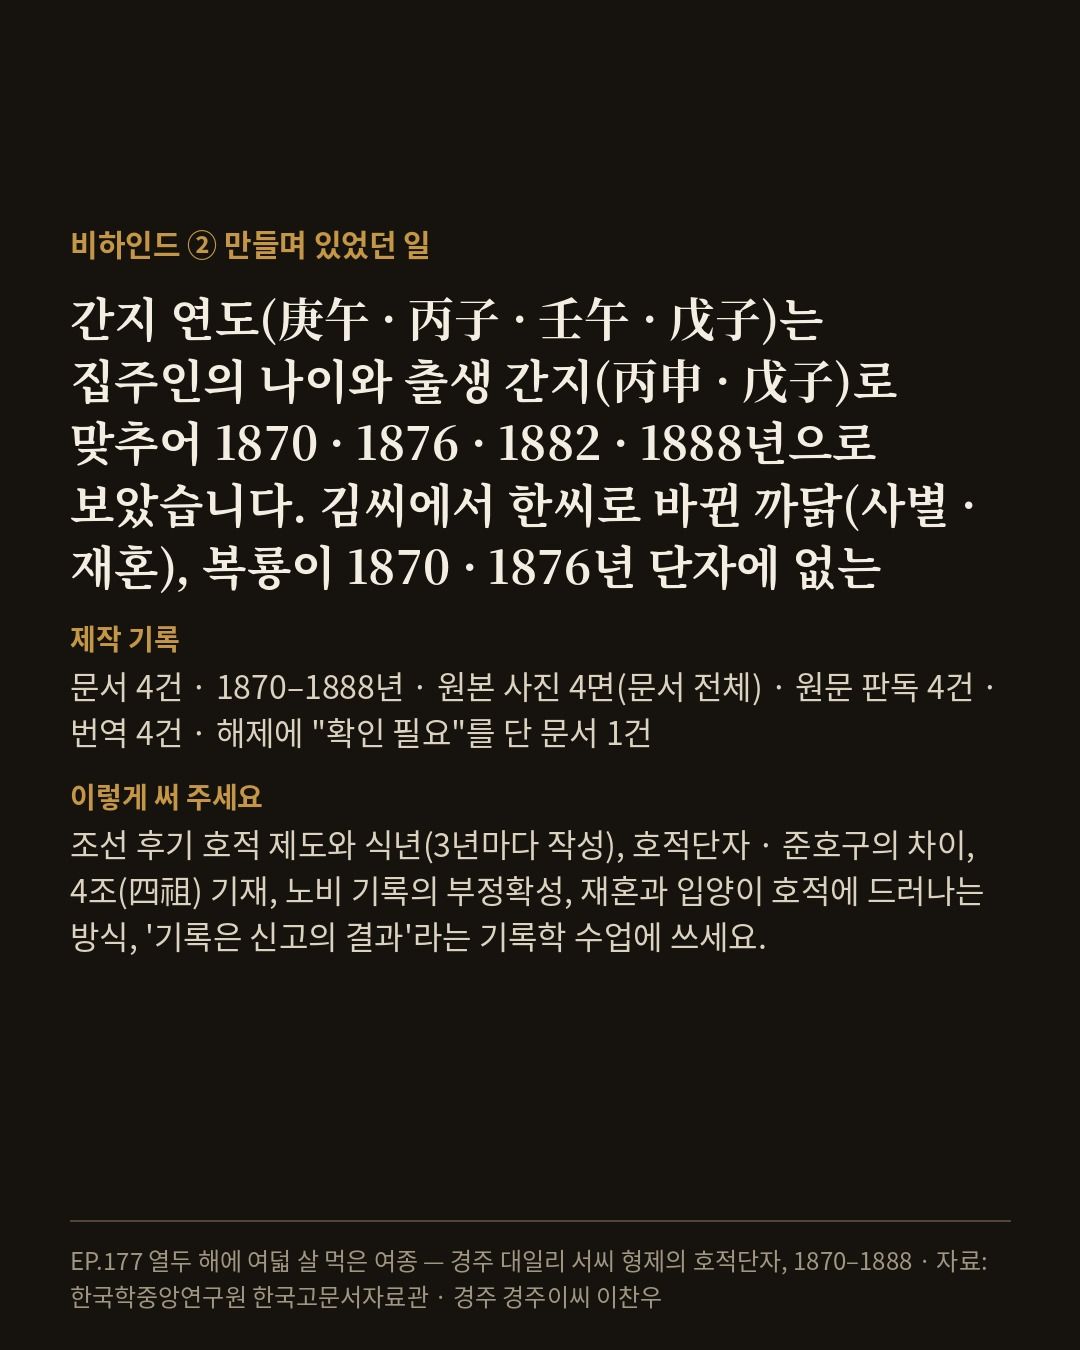 비하인드 ② 만들며 있었던 일
간지 연도(庚午 · 丙子 · 壬午 · 戊子)는
집주인의 나이와 출생 간지(丙申 · 戊子)로
맞추어 1870 · 1876 · 1882 · 1888년으로
보았습니다. 김씨에서 한씨로 바뀐 까닭(사별 ·
재혼), 복룡이 1870 · 1876년 단자에 없는
제작 기록
문서 4건 · 1870–1888년 · 원본 사진 4면(문서 전체) · 원문 판독 4건 ·
번역 4건 · 해제에 "확인 필요"를 단 문서 1건
이렇게 써 주세요
조선 후기 호적 제도와 식년(3년마다 작성), 호적단자 · 준호구의 차이,
4조(四祖) 기재, 노비 기록의 부정확성, 재혼과 입양이 호적에 드러나는
방식, '기록은 신고의 결과'라는 기록학 수업에 쓰세요.
EP.177 열두 해에 여덟 살 먹은 여종 — 경주 대일리 서씨 형제의 호적단자, 1870–1888 · 자료:
한국학중앙연구원 한국고문서자료관 · 경주 경주이씨 이찬우